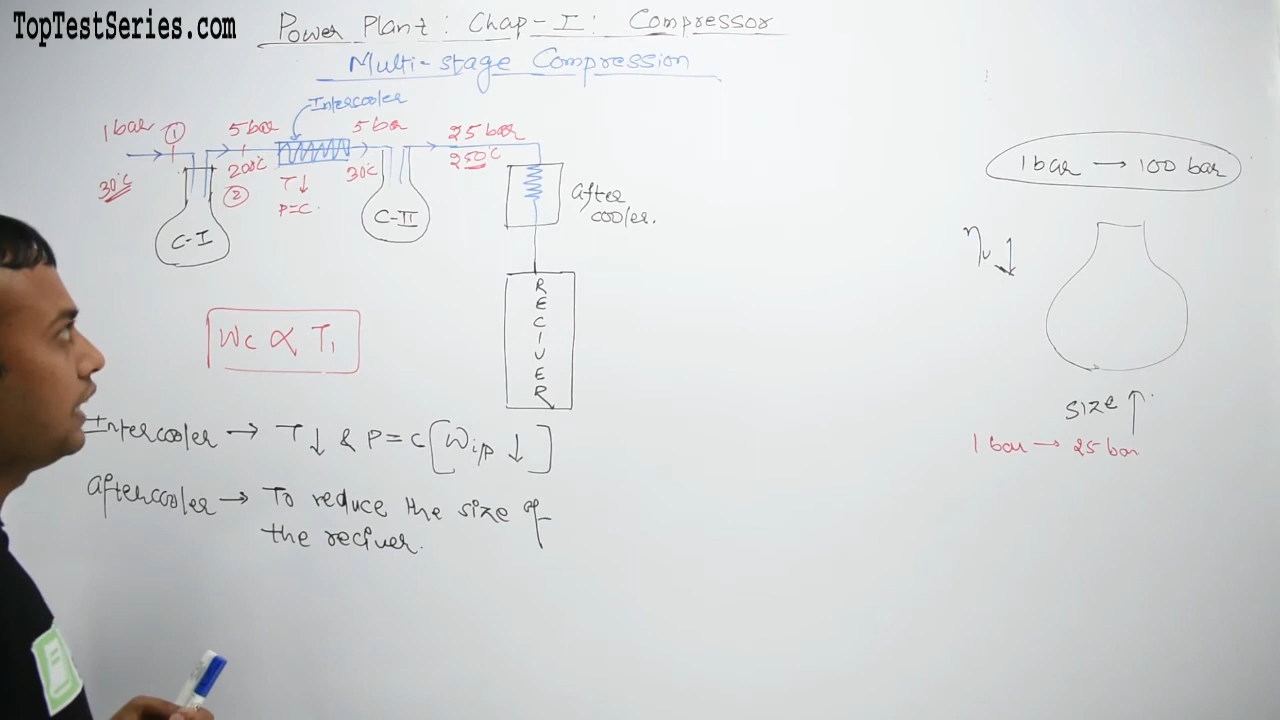 TopTestSeries.com
Power Plant : Chap-I : Compressor
Multi-stage Compression
Intercooler
1 bar 1 5 bar 5 bar 25 bar
30°C 200°C 30°C 250°C
2 T↓
P=C
C-I C-II
After
cooler.
RECIVER
Wc ∝ T1
Intercooler → T↓ & P=C [Wi/p ↓]
Aftercooler → To reduce the size of
the reciver.
1 bar → 100 bar
ηv ↓
Size ↑
1 bar → 25 bar